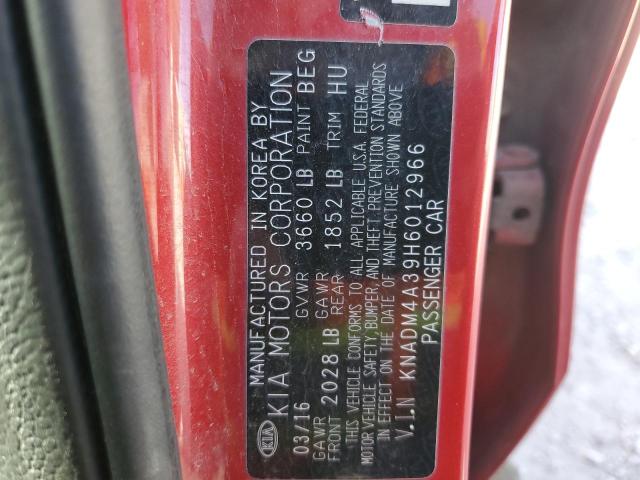 MANUFACTURED IN KOREA BY
KIA KIA MOTORS CORPORATION
03/16 GVWR 3660 LB PAINT BEG
GAWR FRONT 2028 LB GAWR REAR 1852 LB TRIM HU
THIS VEHICLE CONFORMS TO ALL APPLICABLE U.S.A. FEDERAL
MOTOR VEHICLE SAFETY, BUMPER, AND THEFT PREVENTION STANDARDS
IN EFFECT ON THE DATE OF MANUFACTURE SHOWN ABOVE
V.I.N KNADM4A39H6012966
PASSENGER CAR